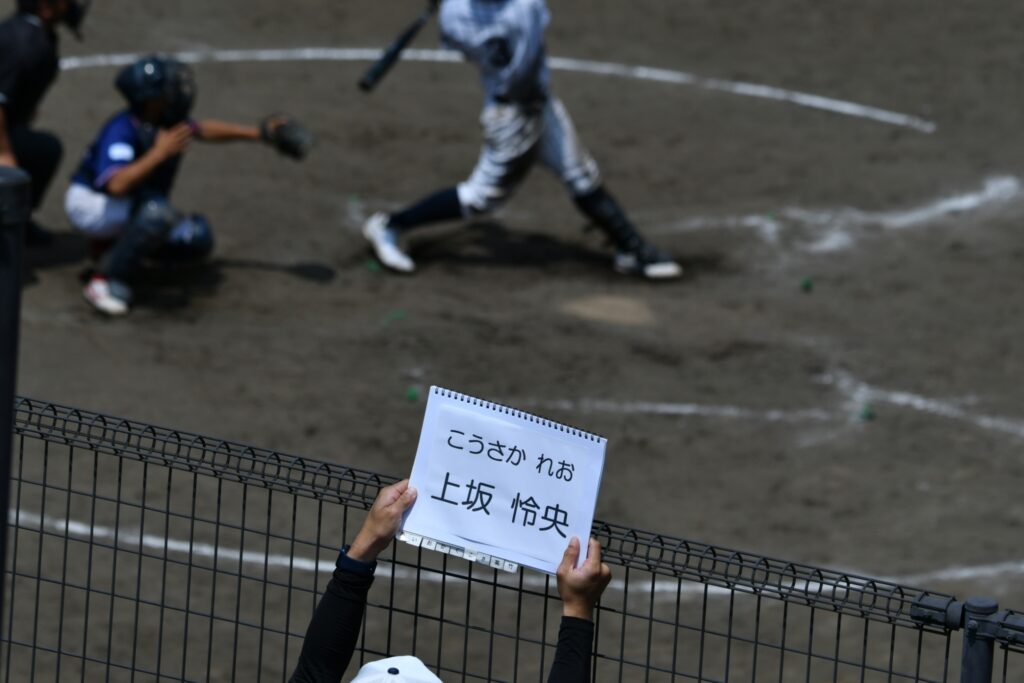 こうさか れお
上坂 怜央